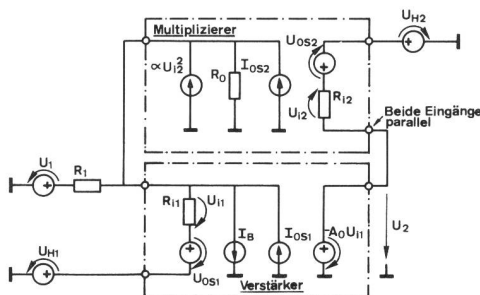 Multiplizierer
U_H2
U_OS2
∝U_i2²
R_0
I_OS2
U_i2
R_i2
Beide Eingänge
parallel
U_1
R_1
R_i1
U_i1
I_B
I_OS1
-A_0U_i1
U_2
U_H1
U_OS1
Verstärker